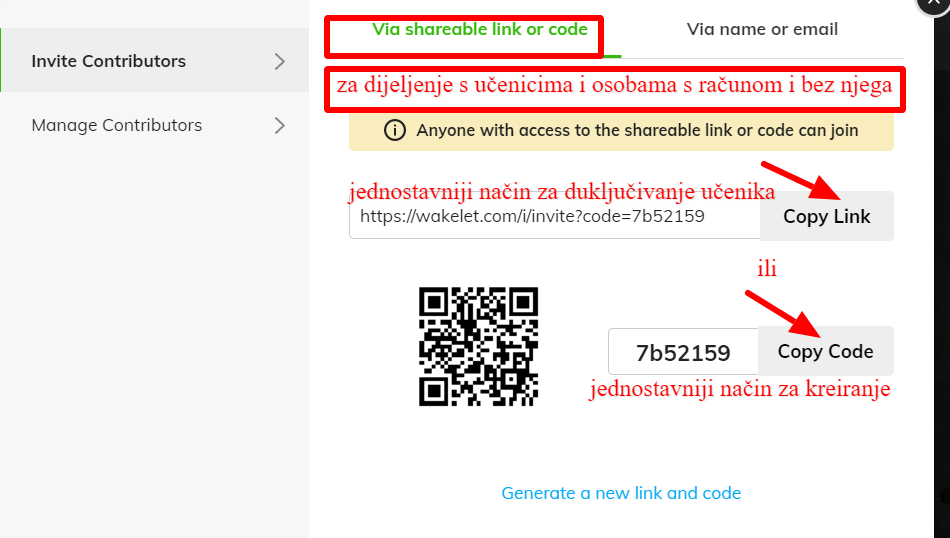 Via shareable link or code
Via name or email
Invite Contributors
Manage Contributors
za dijeljenje s učenicima i osobama s računom i bez njega
Anyone with access to the shareable link or code can join
jednostavniji način za duključivanje učenika
https://wakelet.com/i/invite?code=7b52159
Copy Link
ili
7b52159
Copy Code
jednostavniji način za kreiranje
Generate a new link and code